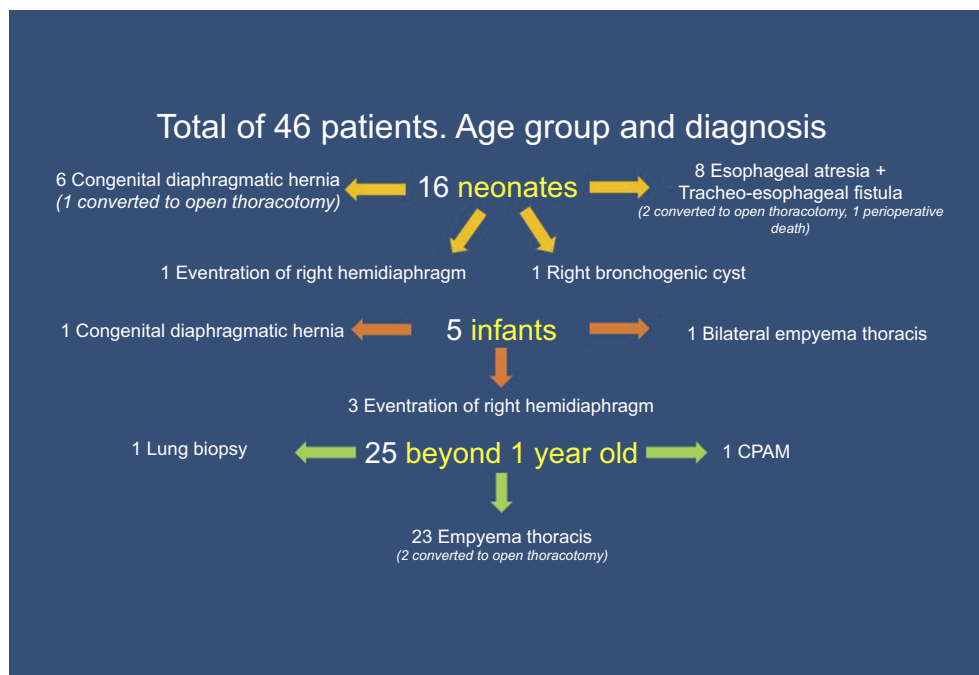 Total of 46 patients. Age group and diagnosis
6 Congenital diaphragmatic hernia
(1 converted to open thoracotomy)
16 neonates
8 Esophageal atresia +
Tracheo-esophageal fistula
(2 converted to open thoracotomy, 1 perioperative
death)
1 Eventration of right hemidiaphragm
1 Right bronchogenic cyst
1 Congenital diaphragmatic hernia
5 infants
1 Bilateral empyema thoracis
3 Eventration of right hemidiaphragm
1 Lung biopsy
25 beyond 1 year old
1 CPAM
23 Empyema thoracis
(2 converted to open thoracotomy)